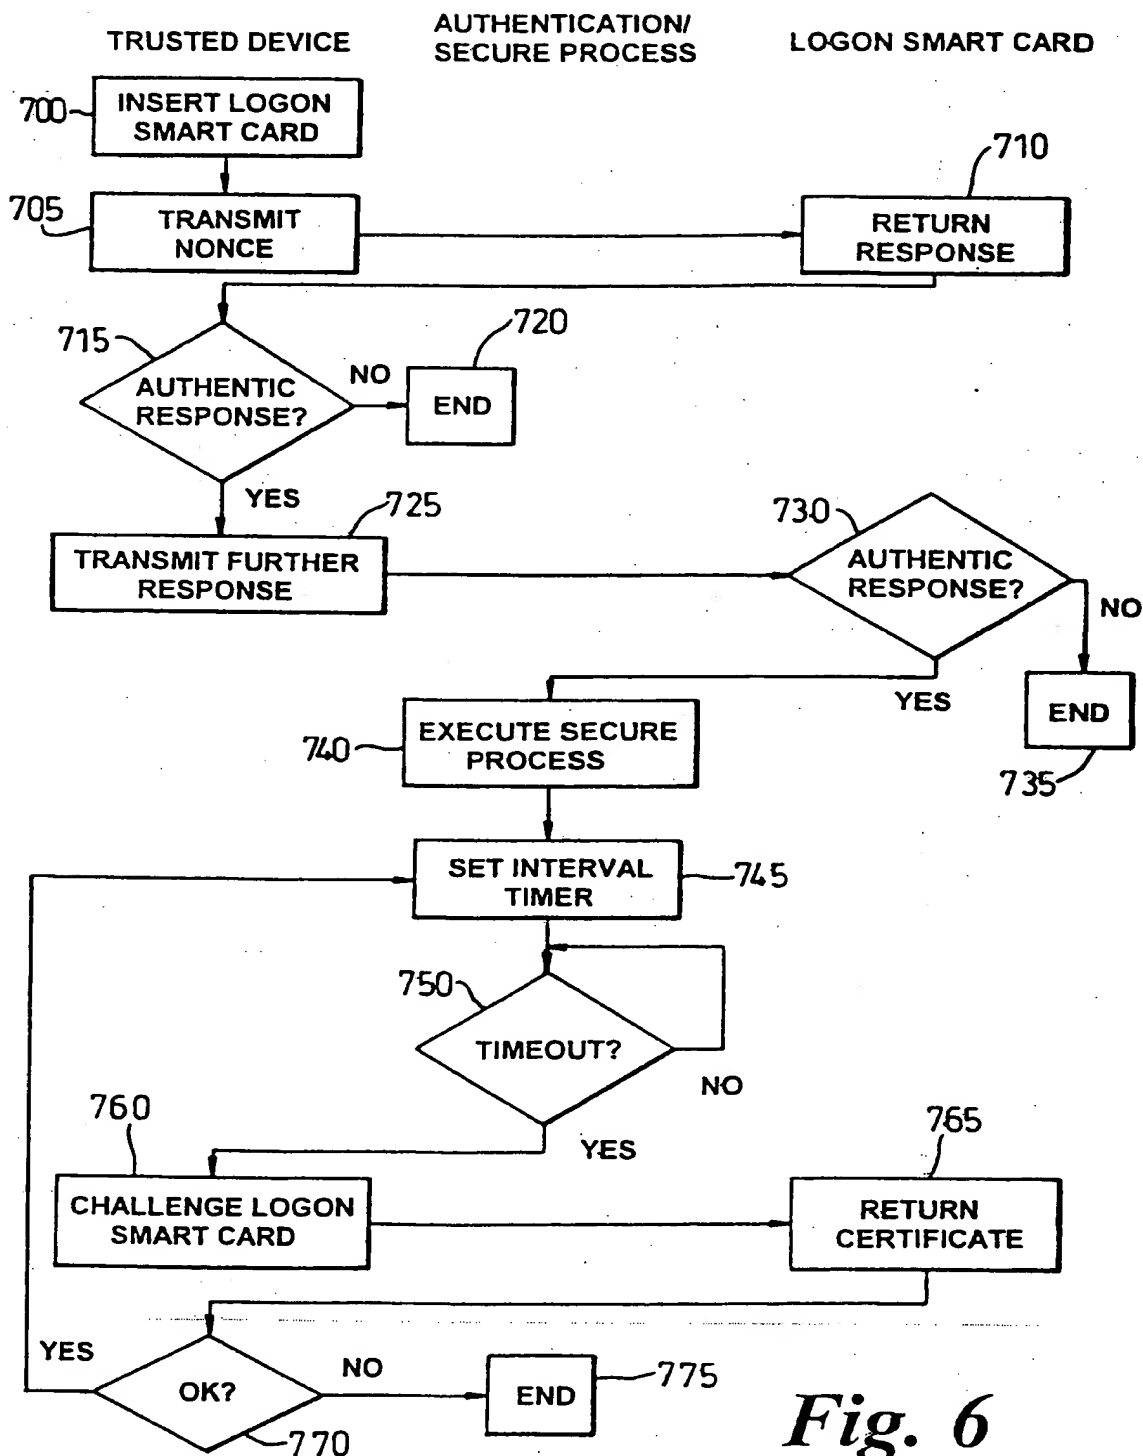 TRUSTED DEVICE
AUTHENTICATION/
SECURE PROCESS
LOGON SMART CARD
700
INSERT LOGON
SMART CARD
710
705
TRANSMIT
NONCE
RETURN
RESPONSE
715
720
AUTHENTIC
RESPONSE?
NO
END
YES
725
730
TRANSMIT FURTHER
RESPONSE
AUTHENTIC
RESPONSE?
NO
YES
END
735
740
EXECUTE SECURE
PROCESS
SET INTERVAL
TIMER
745
750
TIMEOUT?
NO
YES
760
765
CHALLENGE LOGON
SMART CARD
RETURN
CERTIFICATE
YES
OK?
NO
END
775
770
Fig. 6